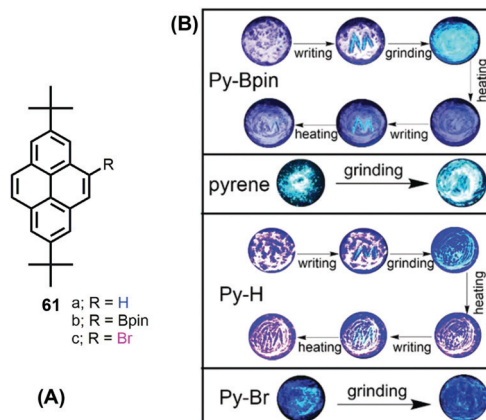 R
61 a; R = H
b; R = Bpin
c; R = Br
(A)
(B)
Py-Bpin
writing
grinding
heating
heating
writing
pyrene
grinding
Py-H
writing
grinding
heating
heating
writing
Py-Br
grinding